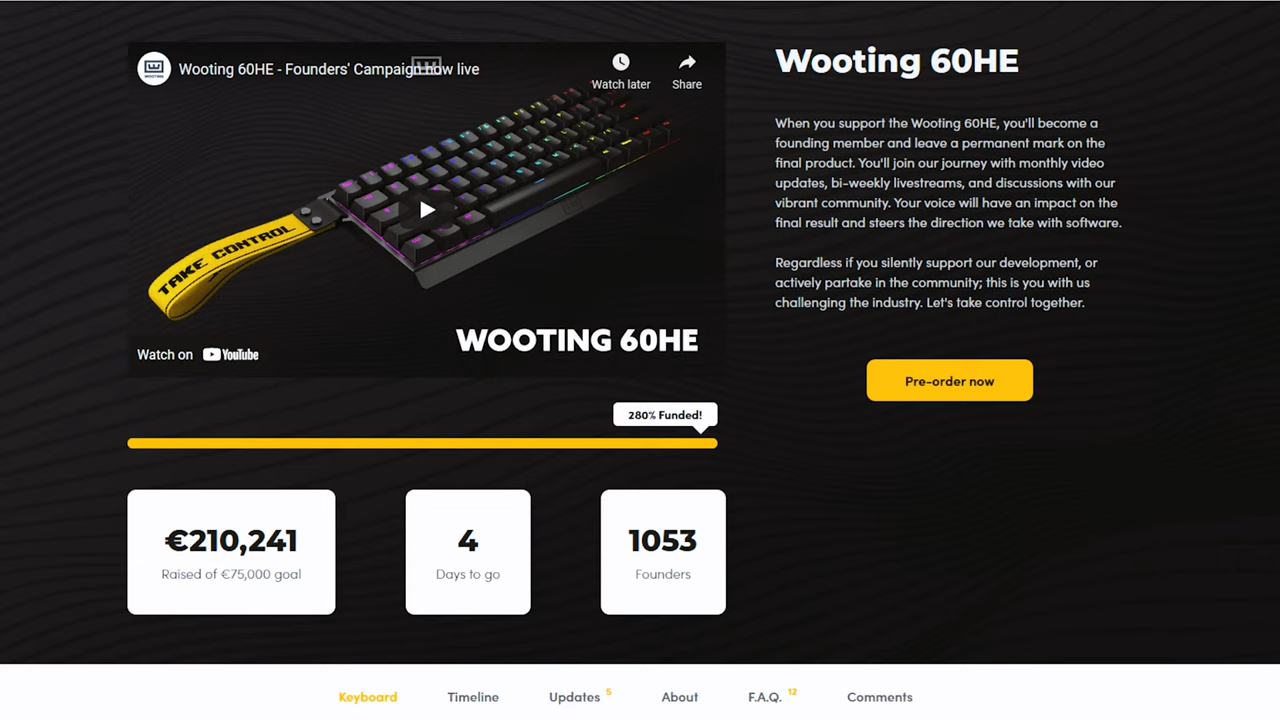 Wooting 60HE - Founders' Campaign now live
Watch later
Share
WOOTING
TAKE CONTROL
WOOTING 60HE
Watch on YouTube
Wooting 60HE
When you support the Wooting 60HE, you'll become a
founding member and leave a permanent mark on the
final product. You'll join our journey with monthly video
updates, bi-weekly livestreams, and discussions with our
vibrant community. Your voice will have an impact on the
final result and steers the direction we take with software.
Regardless if you silently support our development, or
actively partake in the community; this is you with us
challenging the industry. Let's take control together.
Pre-order now
280% Funded!
€210,241
Raised of €75,000 goal
4
Days to go
1053
Founders
Keyboard
Timeline
Updates 5
About
F.A.Q. 12
Comments